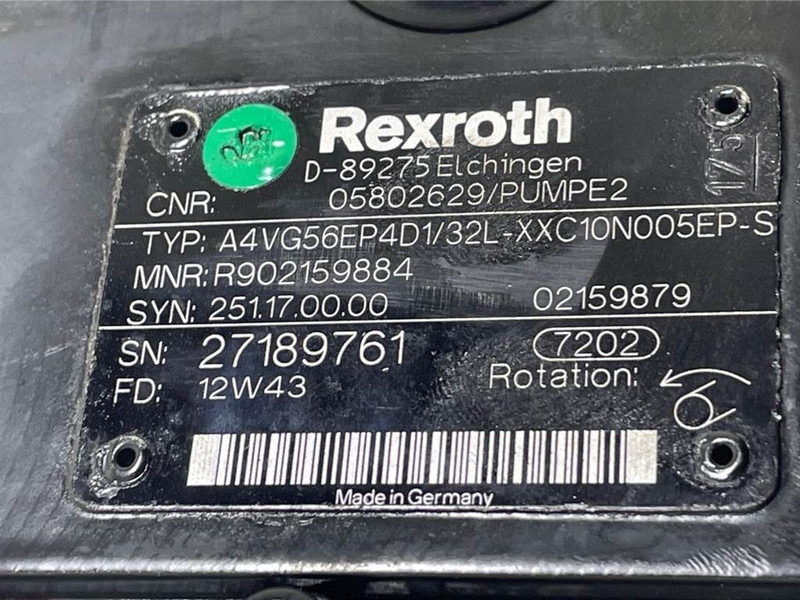 Rexroth
D-89275 Elchingen
CNR: 05802629/PUMPE2
TYP: A4VG56EP4D1/32L-XXC10N005EP-S
MNR: R902159884
SYN: 251.17.00.00 02159879
SN: 27189761 7202
FD: 12W43 Rotation:
Made in Germany
175